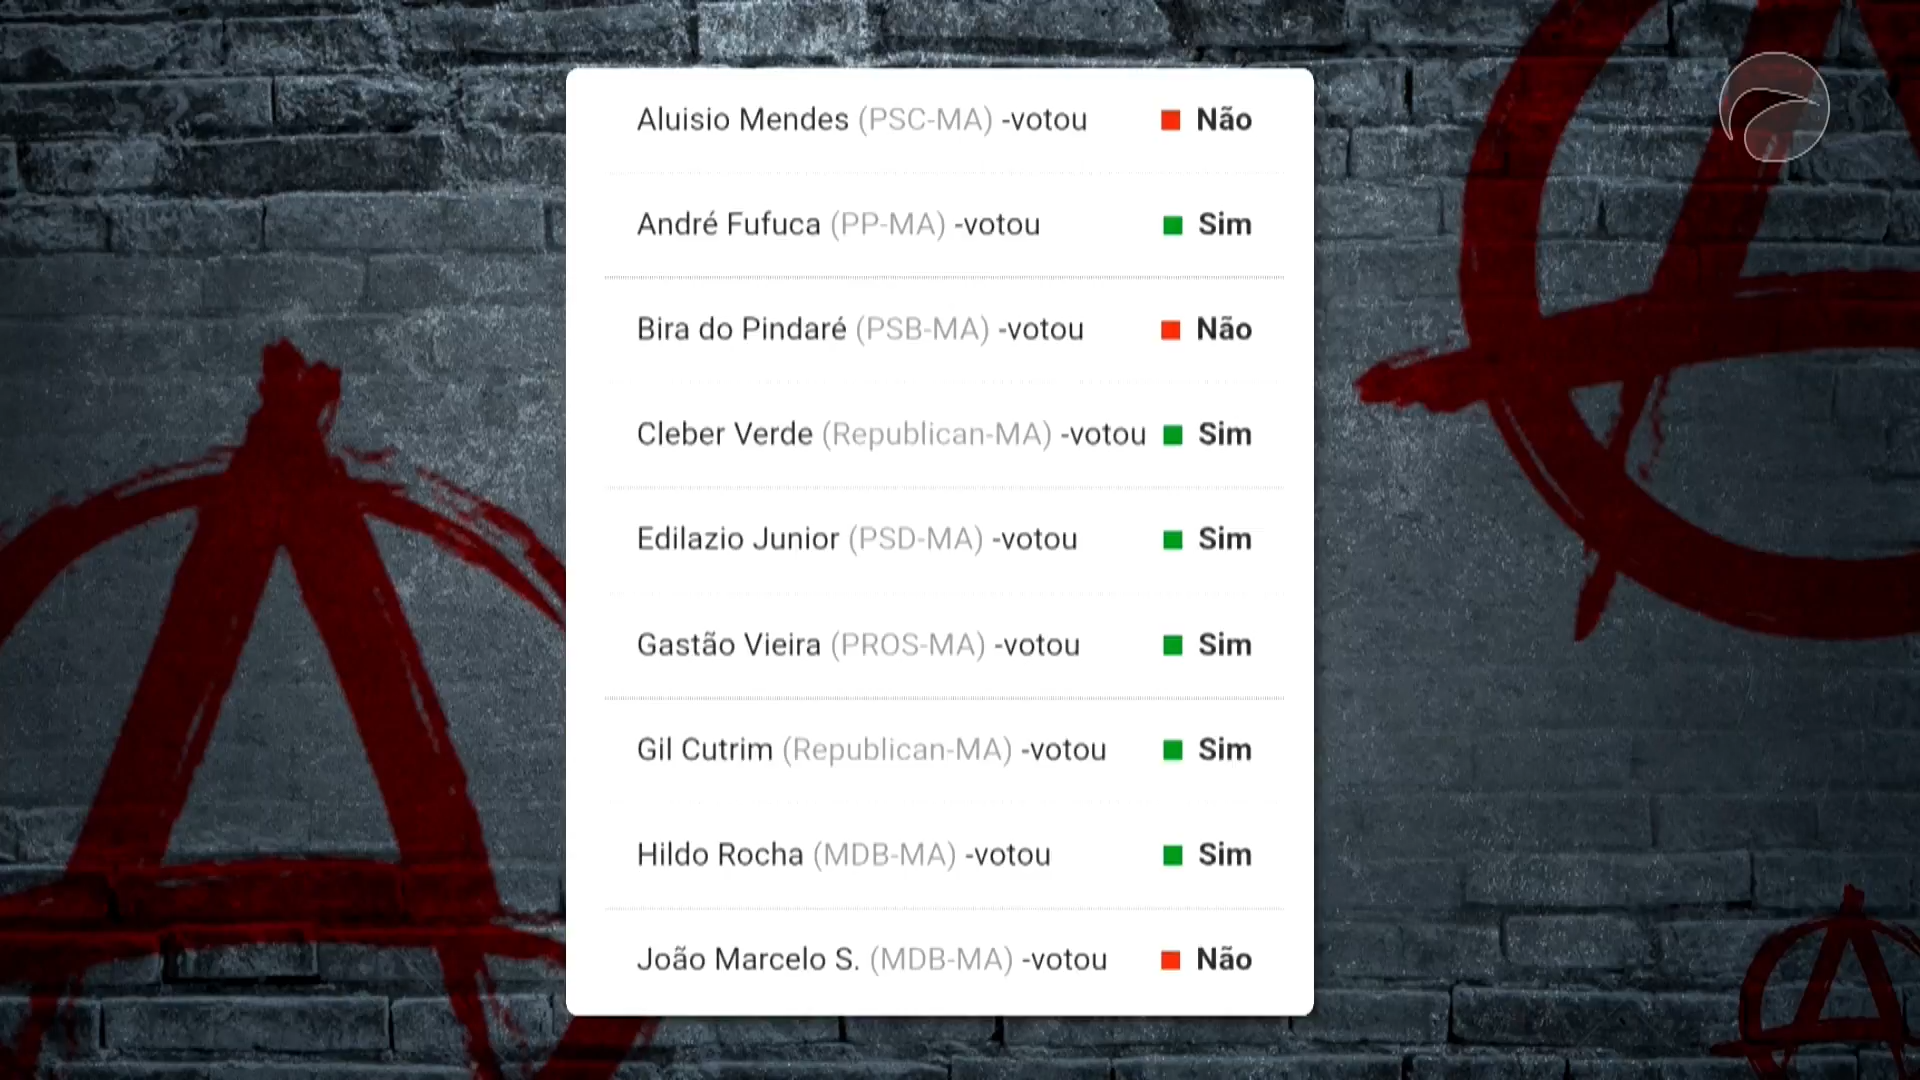 Aluisio Mendes (PSC-MA) -votou Não
André Fufuca (PP-MA) -votou Sim
Bira do Pindaré (PSB-MA) -votou Não
Cleber Verde (Republican-MA) -votou Sim
Edilazio Junior (PSD-MA) -votou Sim
Gastão Vieira (PROS-MA) -votou Sim
Gil Cutrim (Republican-MA) -votou Sim
Hildo Rocha (MDB-MA) -votou Sim
João Marcelo S. (MDB-MA) -votou Não